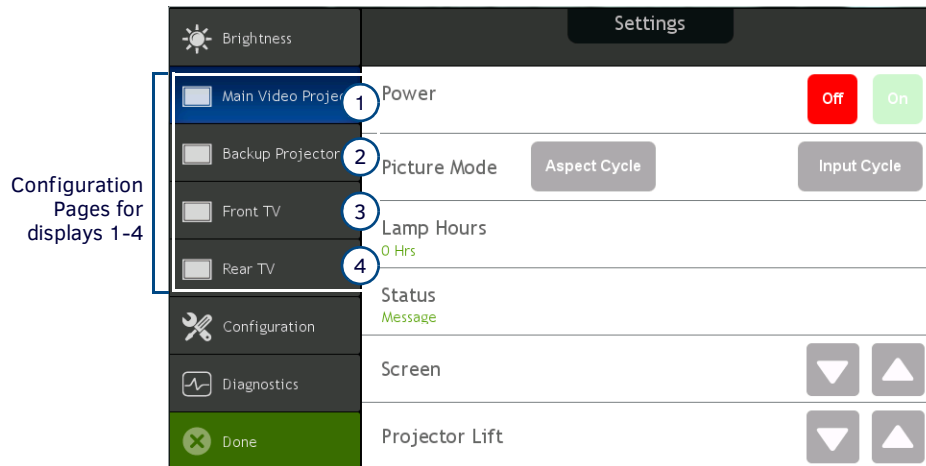 Settings
Brightness
Main Video Projec
1
Backup Projector
2
Front TV
3
Rear TV
4
Configuration
Diagnostics
Done
Configuration
Pages for
displays 1-4
Power
Off
On
Picture Mode
Aspect Cycle
Input Cycle
Lamp Hours
0 Hrs
Status
Message
Screen
Projector Lift